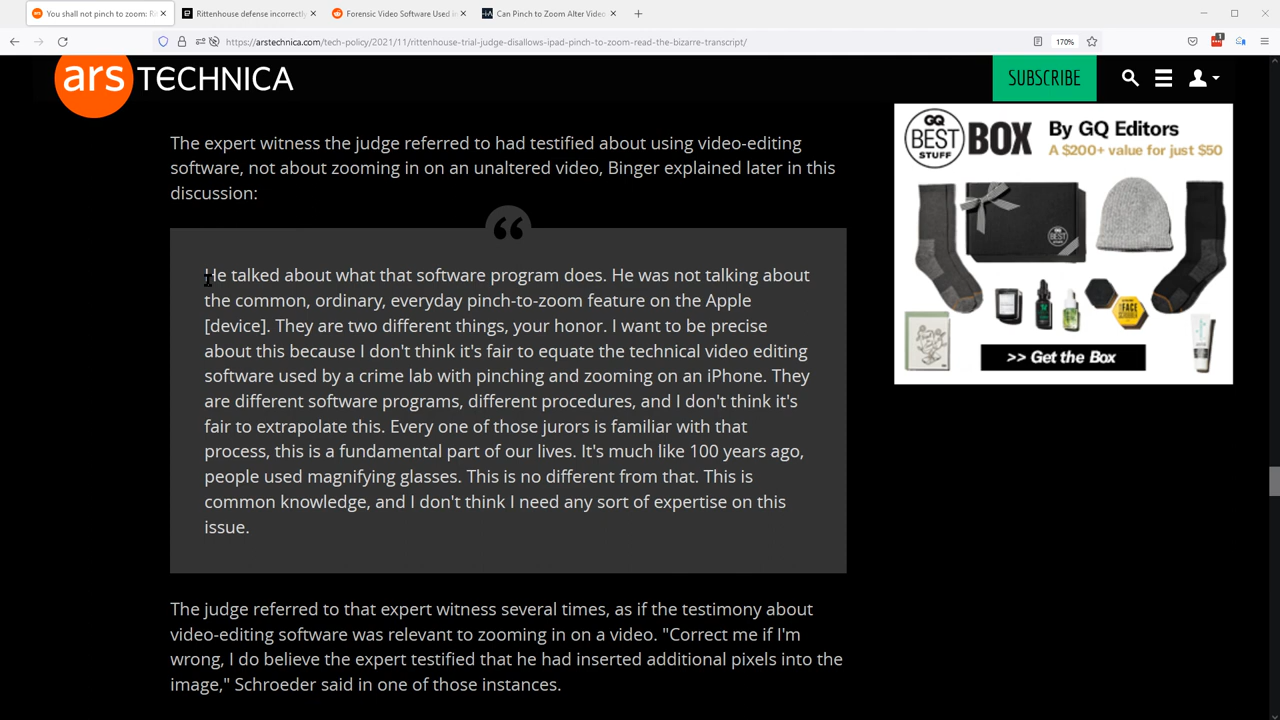 You shall not pinch to zoom: Ri
Rittenhouse defense incorrectly
Forensic Video Software Used in
Can Pinch to Zoom Alter Video
https://arstechnica.com/tech-policy/2021/11/rittenhouse-trial-judge-disallows-ipad-pinch-to-zoom-read-the-bizarre-transcript/
170%
1
ars TECHNICA
SUBSCRIBE
The expert witness the judge referred to had testified about using video-editing
software, not about zooming in on an unaltered video, Binger explained later in this
discussion:
“
He talked about what that software program does. He was not talking about
the common, ordinary, everyday pinch-to-zoom feature on the Apple
[device]. They are two different things, your honor. I want to be precise
about this because I don't think it's fair to equate the technical video editing
software used by a crime lab with pinching and zooming on an iPhone. They
are different software programs, different procedures, and I don't think it's
fair to extrapolate this. Every one of those jurors is familiar with that
process, this is a fundamental part of our lives. It's much like 100 years ago,
people used magnifying glasses. This is no different from that. This is
common knowledge, and I don't think I need any sort of expertise on this
issue.
The judge referred to that expert witness several times, as if the testimony about
video-editing software was relevant to zooming in on a video. "Correct me if I'm
wrong, I do believe the expert testified that he had inserted additional pixels into the
image," Schroeder said in one of those instances.
GQ
BEST
STUFF
BOX
By GQ Editors
A $200+ value for just $50
>> Get the Box